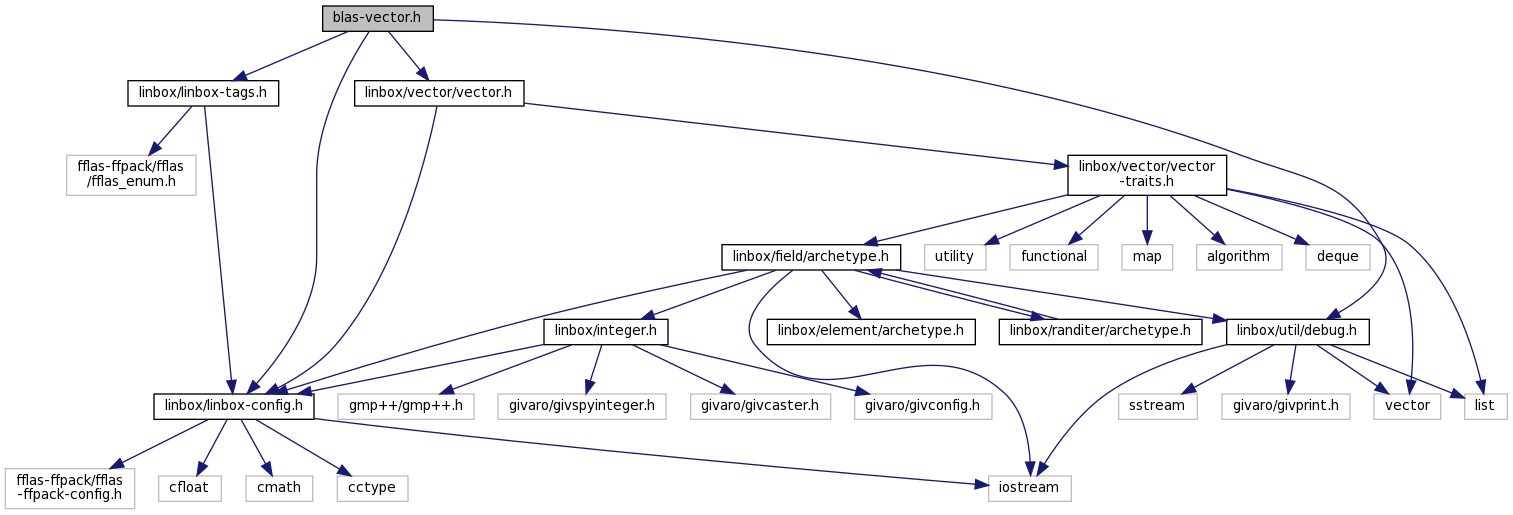 blas-vector.h
linbox/linbox-tags.h
linbox/vector/vector.h
fflas-ffpack/fflas
/fflas_enum.h
linbox/vector/vector
-traits.h
linbox/field/archetype.h
utility
functional
map
algorithm
deque
linbox/integer.h
linbox/element/archetype.h
linbox/randiter/archetype.h
linbox/util/debug.h
linbox/linbox-config.h
gmp++/gmp++.h
givaro/givspyinteger.h
givaro/givcaster.h
givaro/givconfig.h
sstream
givaro/givprint.h
vector
list
fflas-ffpack/fflas
-ffpack-config.h
cfloat
cmath
cctype
iostream